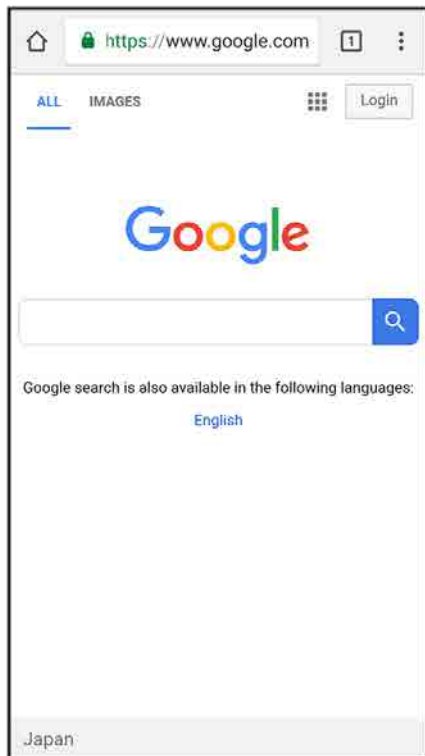 https://www.google.com 1
ALL IMAGES Login
Google
Google search is also available in the following languages:
English
Japan